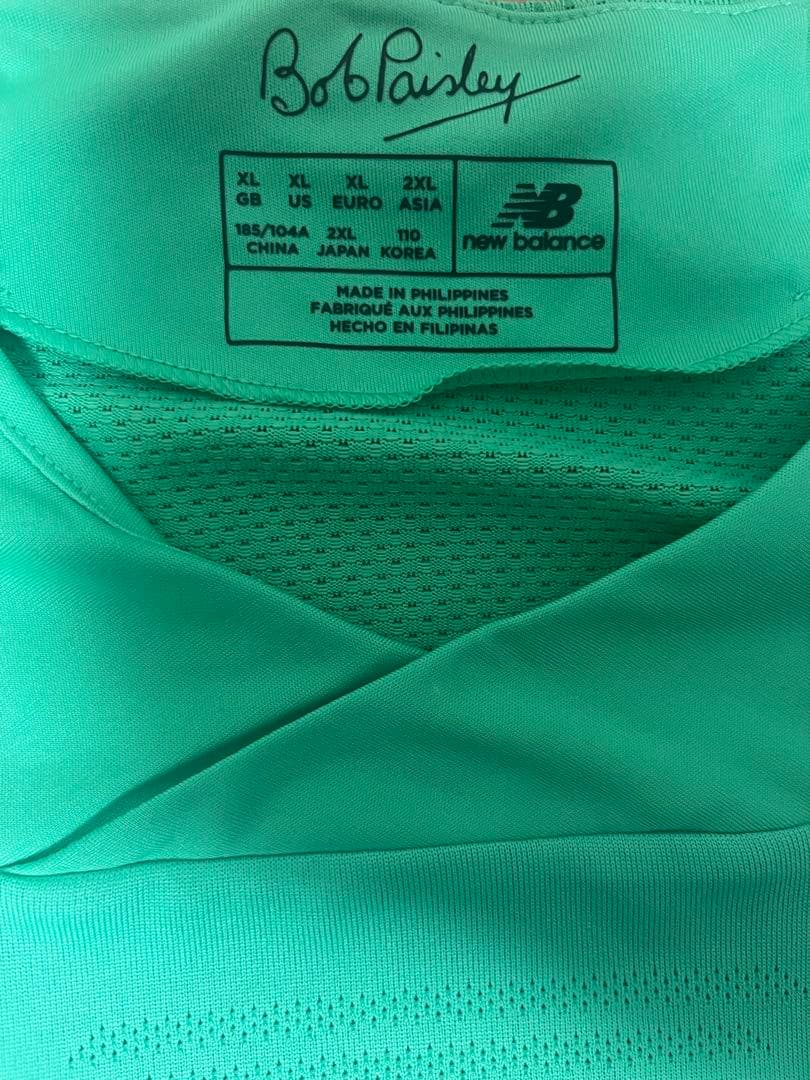 Bob Paisley
XL XL XL 2XL
GB US EURO ASIA
185/104A 2XL 110
CHINA JAPAN KOREA
NB
new balance
MADE IN PHILIPPINES
FABRIQUÉ AUX PHILIPPINES
HECHO EN FILIPINAS